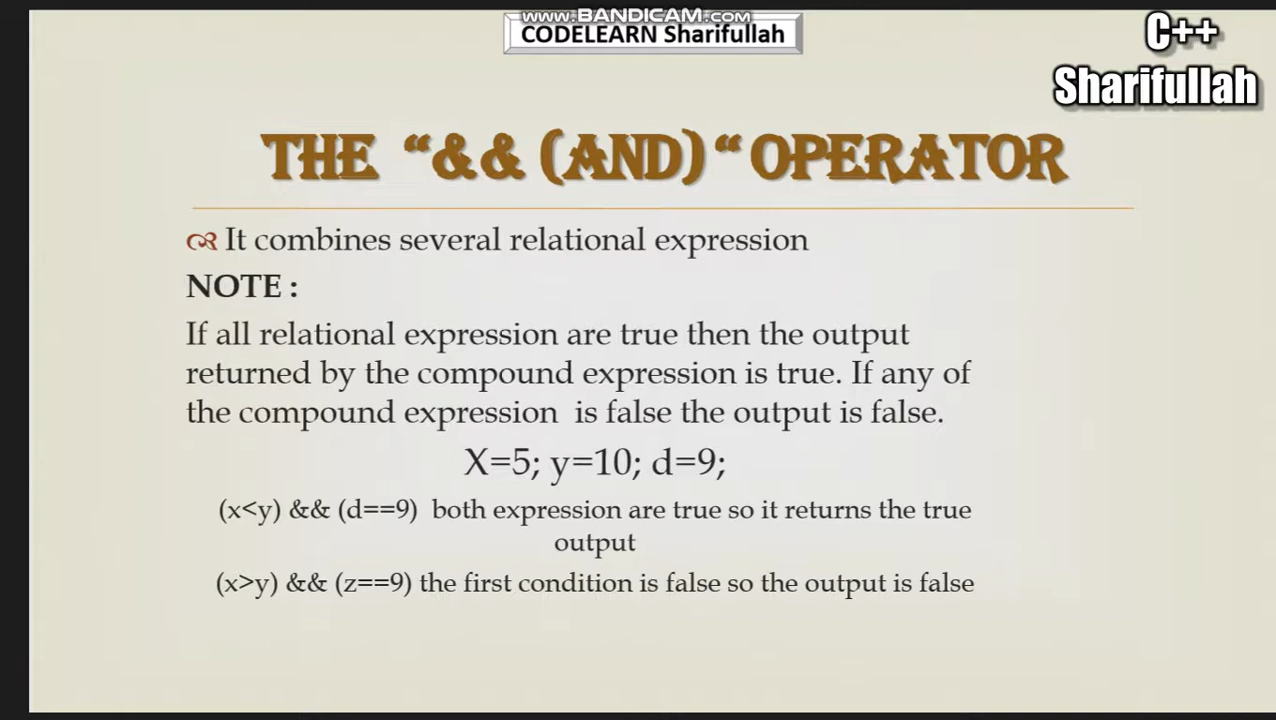 www.BANDICAM.com
CODELEARN Sharifullah
C++
Sharifullah
THE “&& (AND)“ OPERATOR
It combines several relational expression
NOTE :
If all relational expression are true then the output
returned by the compound expression is true. If any of
the compound expression is false the output is false.
X=5; y=10; d=9;
(x<y) && (d==9) both expression are true so it returns the true
output
(x>y) && (z==9) the first condition is false so the output is false